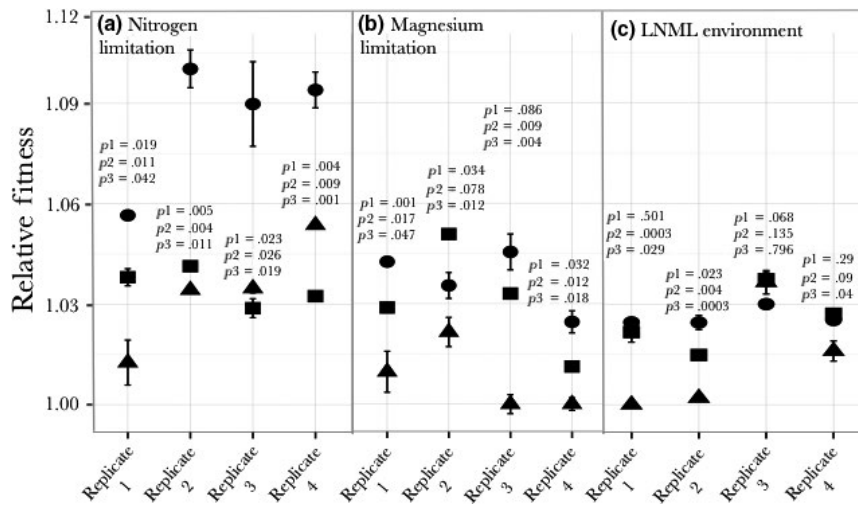 Relative fitness
1.12
1.09
1.06
1.03
1.00
(a) Nitrogen
limitation
p1 = .019
p2 = .011
p3 = .042
p1 = .005
p2 = .004
p3 = .011
p1 = .023
p2 = .026
p3 = .019
p1 = .004
p2 = .009
p3 = .001
Replicate
1
Replicate
2
Replicate
3
Replicate
4
(b) Magnesium
limitation
p1 = .001
p2 = .017
p3 = .047
p1 = .034
p2 = .078
p3 = .012
p1 = .086
p2 = .009
p3 = .004
p1 = .032
p2 = .012
p3 = .018
Replicate
1
Replicate
2
Replicate
3
Replicate
4
(c) LNML environment
p1 = .501
p2 = .0003
p3 = .029
p1 = .023
p2 = .004
p3 = .0003
p1 = .068
p2 = .135
p3 = .796
p1 = .29
p2 = .09
p3 = .04
Replicate
1
Replicate
2
Replicate
3
Replicate
4